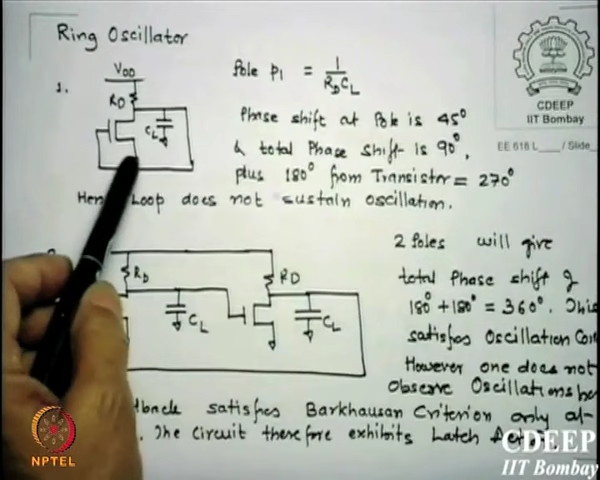 Ring Oscillator
1.
VDD
RD
CL
Pole p1 = 1/RDCL
Phase shift at Pole is 45°
& total Phase shift is 90°,
plus 180° from Transistor = 270°
Loop does not sustain oscillation.
CDEEP
IIT Bombay
EE 618 L___/Slide
RD
CL
RD
CL
2 Poles will give
total Phase shift of
180° + 180° = 360°. This
satisfies Oscillation
However one does not
observe Oscillations
satisfies Barkhausan Criterion only at
. The Circuit therefore exhibits Latch
NPTEL
CDEEP
IIT Bombay